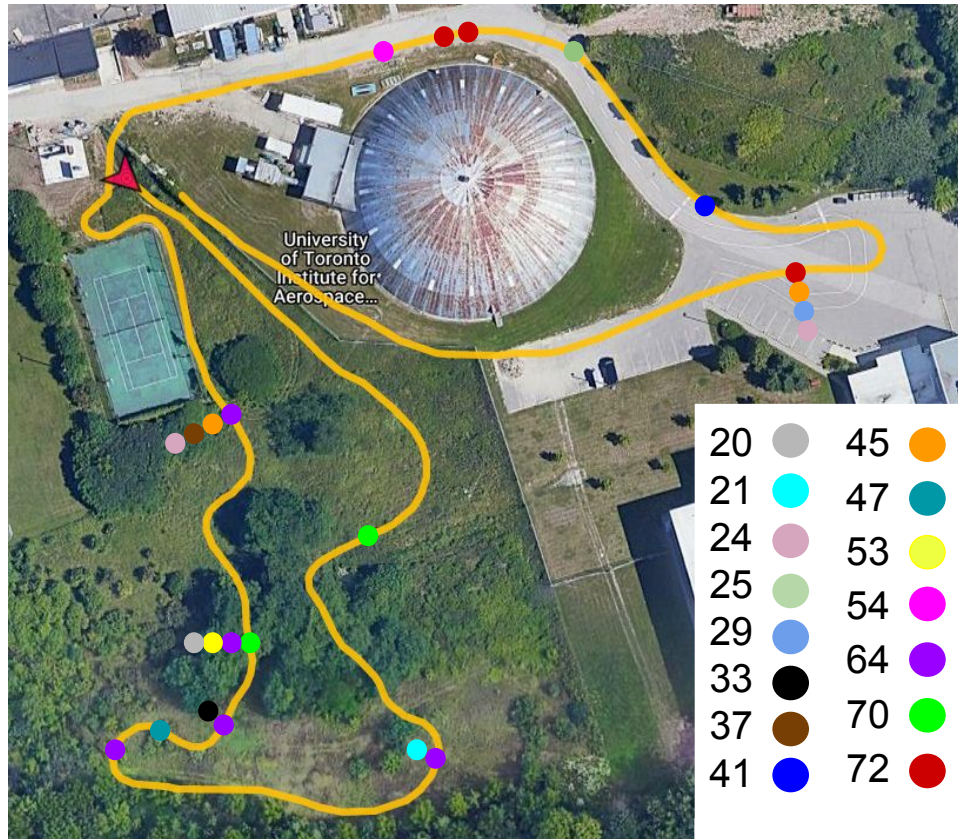 University
of Toronto
Institute for
Aerospace...
20 45
21 47
24 53
25 54
29 64
33 70
37 72
41